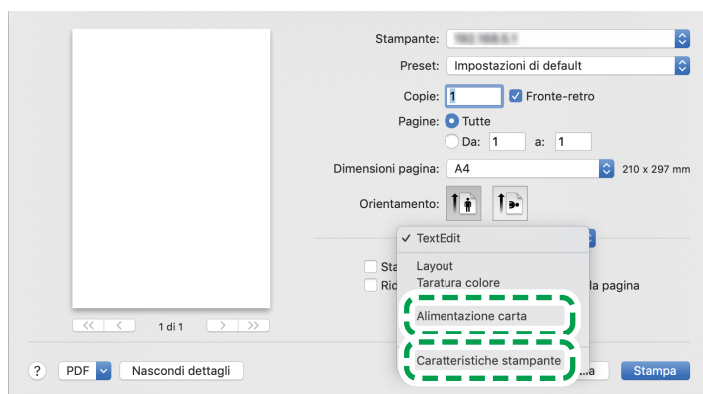 Stampante:
Preset: Impostazioni di default
Copie: 1 Fronte-retro
Pagine: Tutte
Da: 1 a: 1
Dimensioni pagina: A4 210 x 297 mm
Orientamento:
TextEdit
Layout
Taratura colore la pagina
Alimentazione carta
1 di 1
Caratteristiche stampante
? PDF Nascondi dettagli Stampa